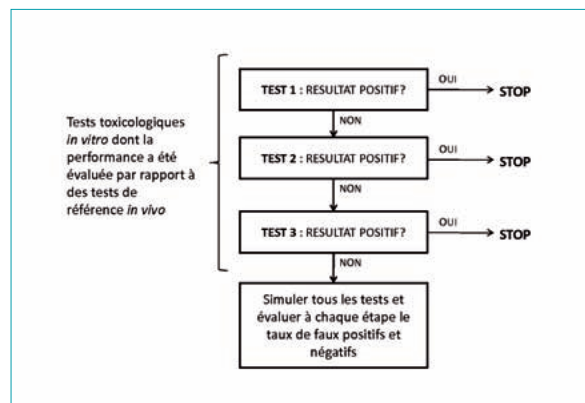 TEST 1 : RESULTAT POSITIF?
OUI
STOP
NON
Tests toxicologiques
in vitro dont la
performance a été
évaluée par rapport à
des tests de
référence in vivo
TEST 2 : RESULTAT POSITIF?
OUI
STOP
NON
TEST 3 : RESULTAT POSITIF?
OUI
STOP
NON
Simuler tous les tests et
évaluer à chaque étape le
taux de faux positifs et
négatifs